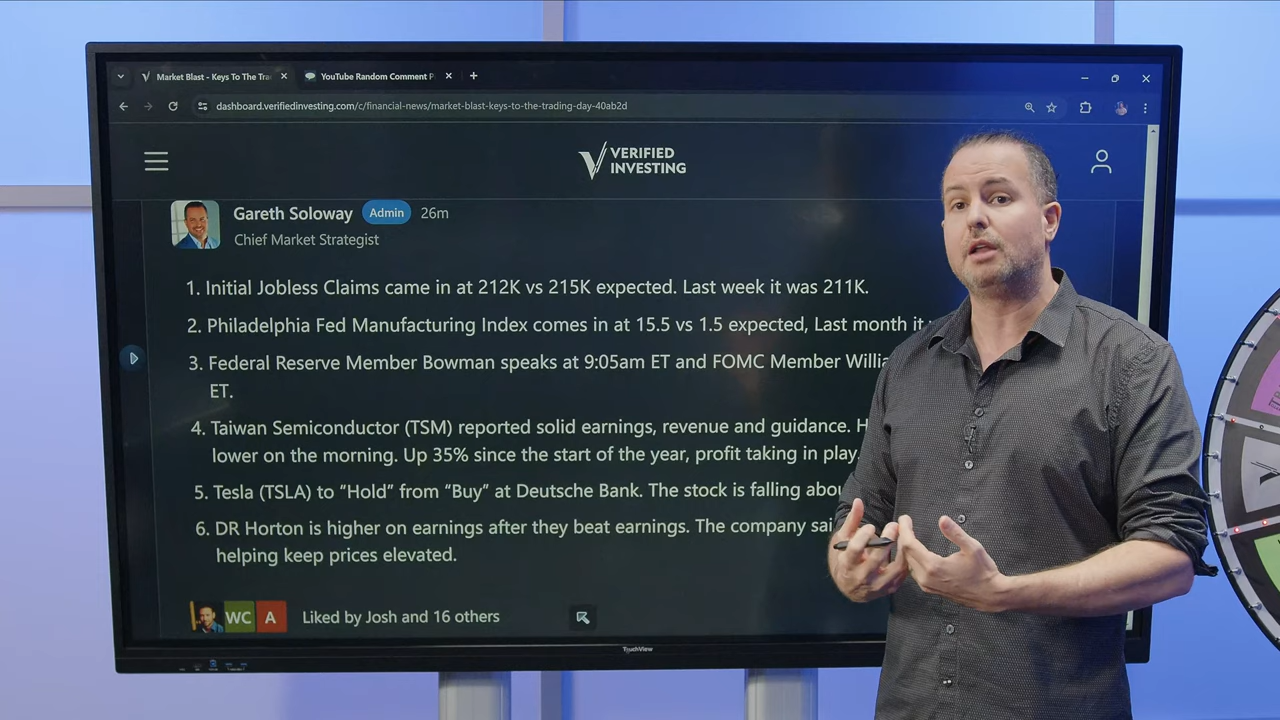 Market Blast - Keys To The Tra
YouTube Random Comment P
dashboard.verifiedinvesting.com/c/financial-news/market-blast-keys-to-the-trading-day-40ab2d
VERIFIED
INVESTING
Gareth Soloway Admin 26m
Chief Market Strategist
1. Initial Jobless Claims came in at 212K vs 215K expected. Last week it was 211K.
2. Philadelphia Fed Manufacturing Index comes in at 15.5 vs 1.5 expected, Last month it
3. Federal Reserve Member Bowman speaks at 9:05am ET and FOMC Member Willia
ET.
4. Taiwan Semiconductor (TSM) reported solid earnings, revenue and guidance. H
lower on the morning. Up 35% since the start of the year, profit taking in play.
5. Tesla (TSLA) to “Hold” from “Buy” at Deutsche Bank. The stock is falling abou
6. DR Horton is higher on earnings after they beat earnings. The company sai
helping keep prices elevated.
WC A Liked by Josh and 16 others
TouchView